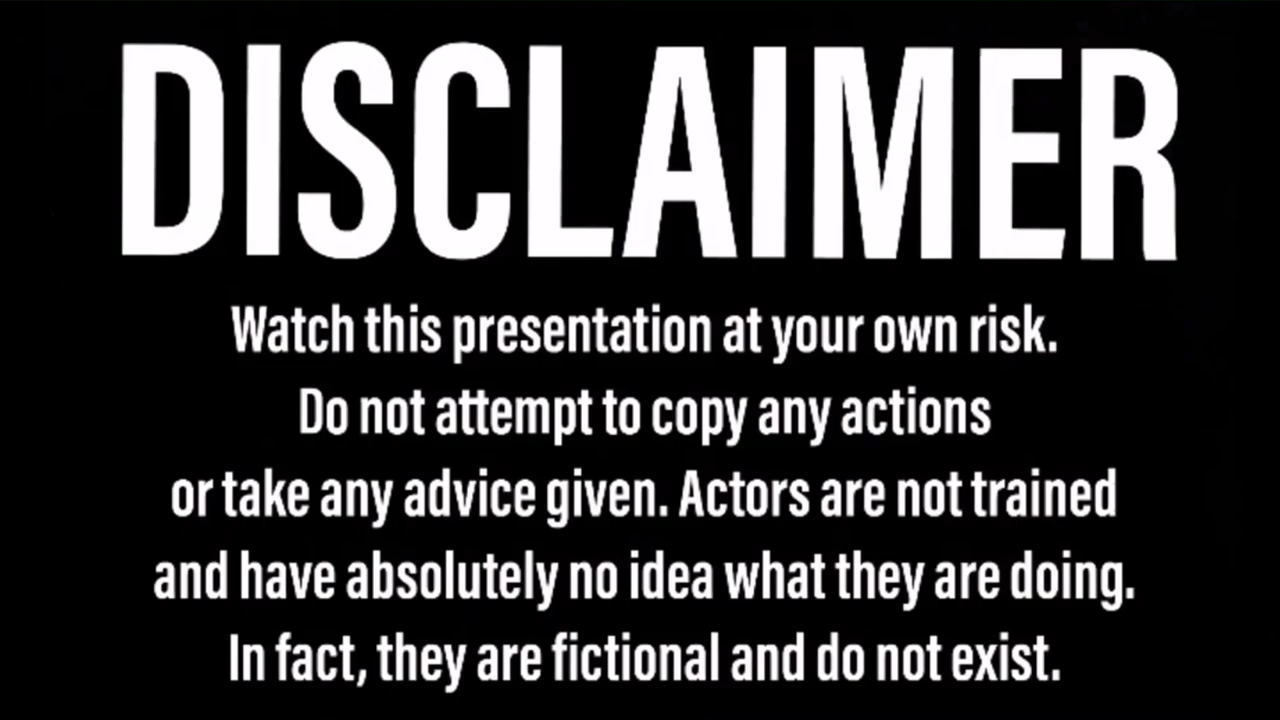 DISCLAIMER
Watch this presentation at your own risk.
Do not attempt to copy any actions
or take any advice given. Actors are not trained
and have absolutely no idea what they are doing.
In fact, they are fictional and do not exist.